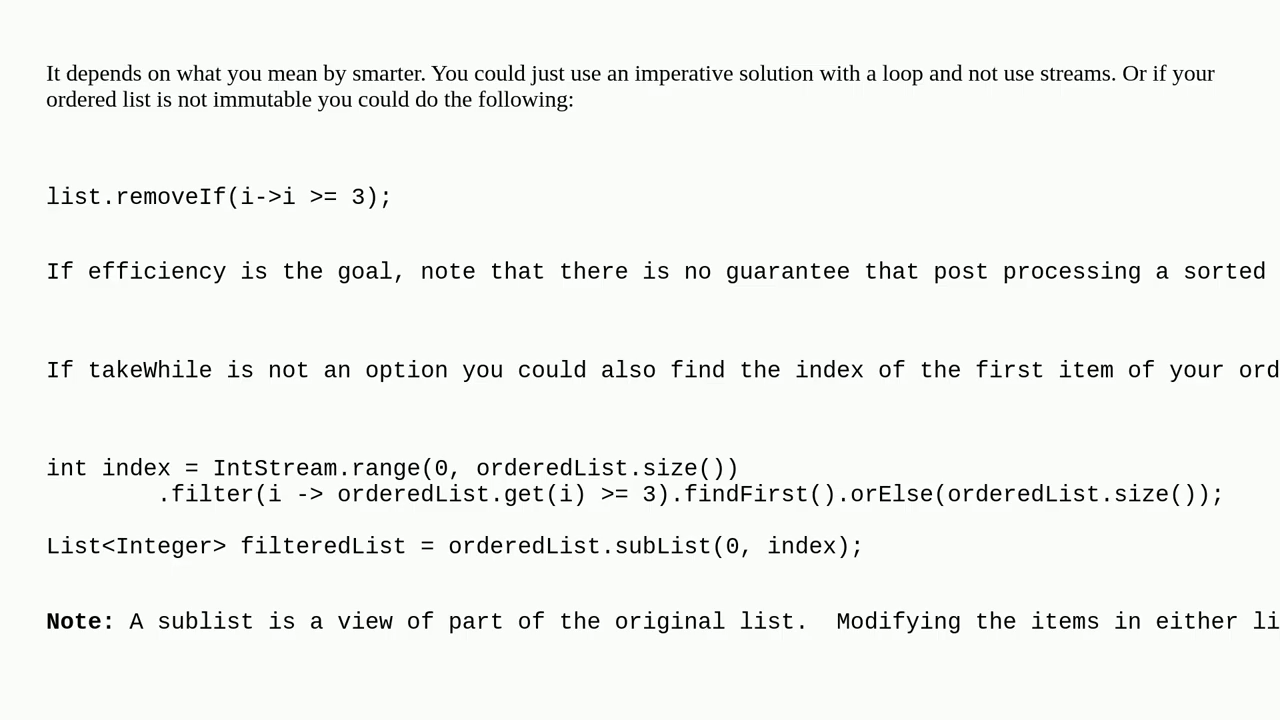 It depends on what you mean by smarter. You could just use an imperative solution with a loop and not use streams. Or if your
ordered list is not immutable you could do the following:
list.removeIf(i->i >= 3);
If efficiency is the goal, note that there is no guarantee that post processing a sorted
If takeWhile is not an option you could also find the index of the first item of your ord
int index = IntStream.range(0, orderedList.size())
        .filter(i -> orderedList.get(i) >= 3).findFirst().orElse(orderedList.size());
List<Integer> filteredList = orderedList.subList(0, index);
Note: A sublist is a view of part of the original list.  Modifying the items in either li